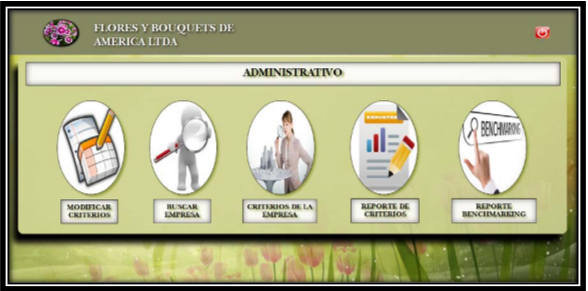 FLORES Y BOUQUETS DE
AMERICA LTDA
ADMINISTRATIVO
REPORTES
BENCHMARKING
MODIFICAR
CRITERIOS
BUSCAR
EMPRESA
CRITERIOS DE LA
EMPRESA
REPORTE DE
CRITERIOS
REPORTE
BENCHMARKING